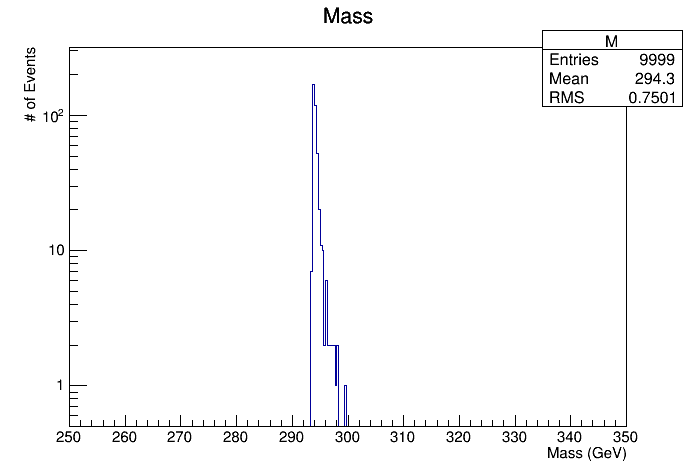 Mass
M
Entries 9999
Mean 294.3
RMS 0.7501
# of Events
10²
10
1
250 260 270 280 290 300 310 320 330 340 350
Mass (GeV)